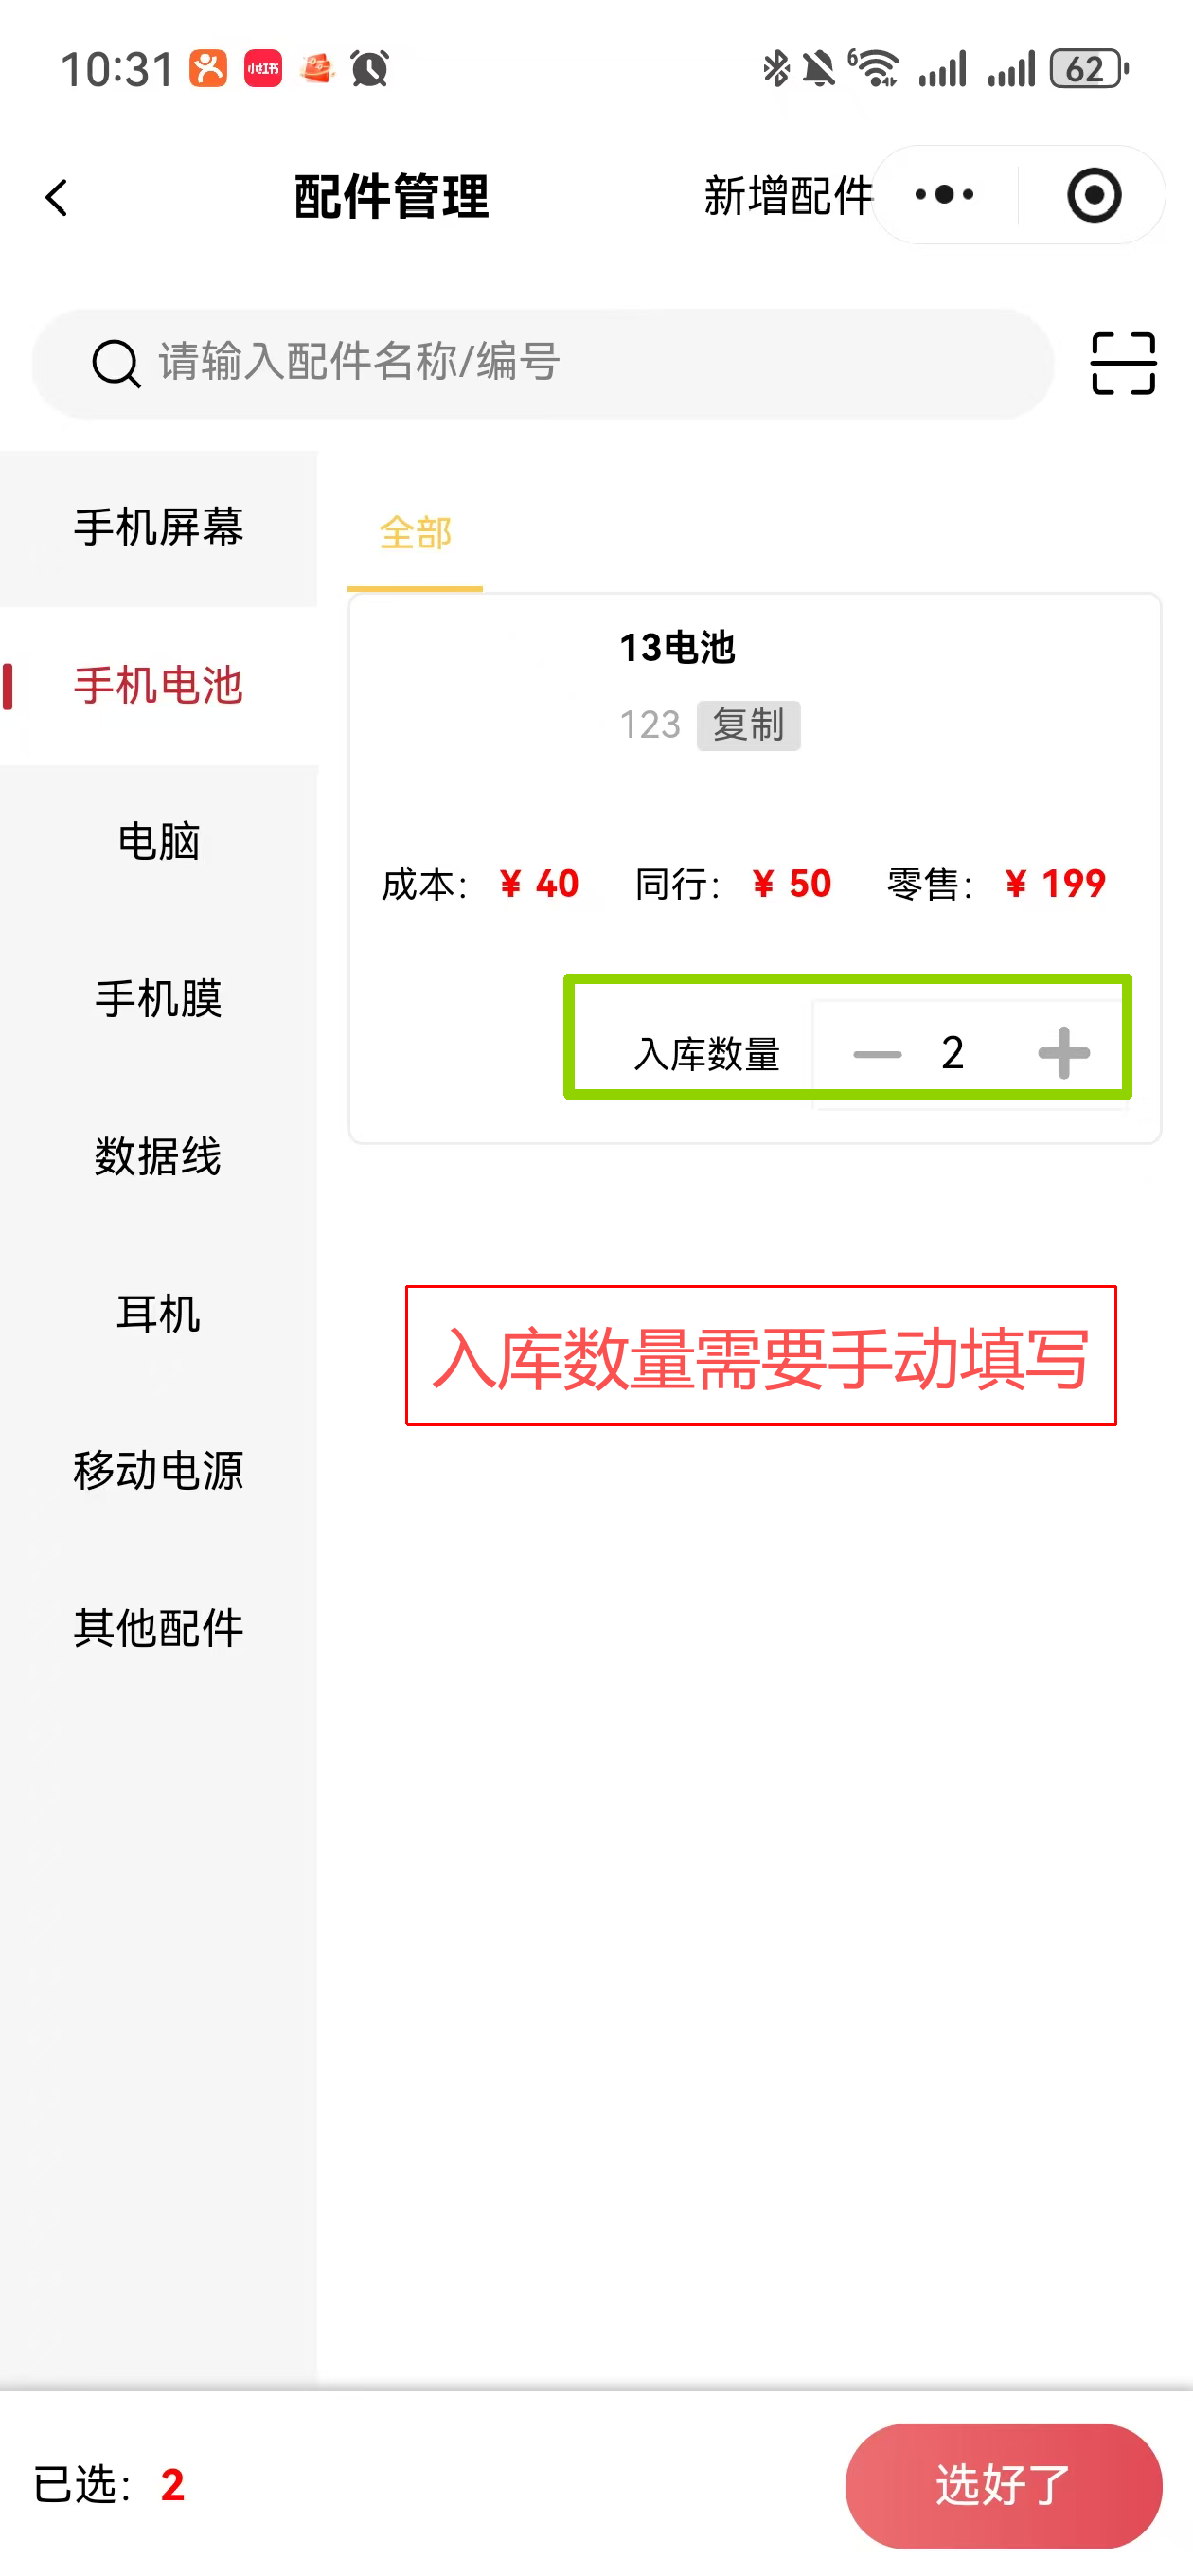 10:31 小红书 6 62
配件管理 新增配件
请输入配件名称/编号
手机屏幕
手机电池
电脑
手机膜
数据线
耳机
移动电源
其他配件
全部
13电池
123 复制
成本： ¥ 40 同行： ¥ 50 零售： ¥ 199
入库数量 2
入库数量需要手动填写
已选： 2 选好了